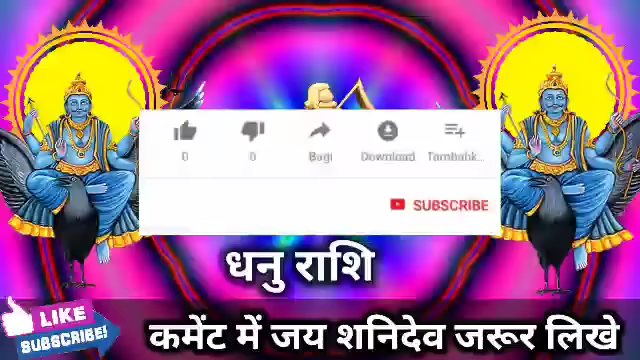 0 0 Bagi Download Tambahk...
SUBSCRIBE
धनु राशि
LIKE
SUBSCRIBE!
कमेंट में जय शनिदेव जरूर लिखे